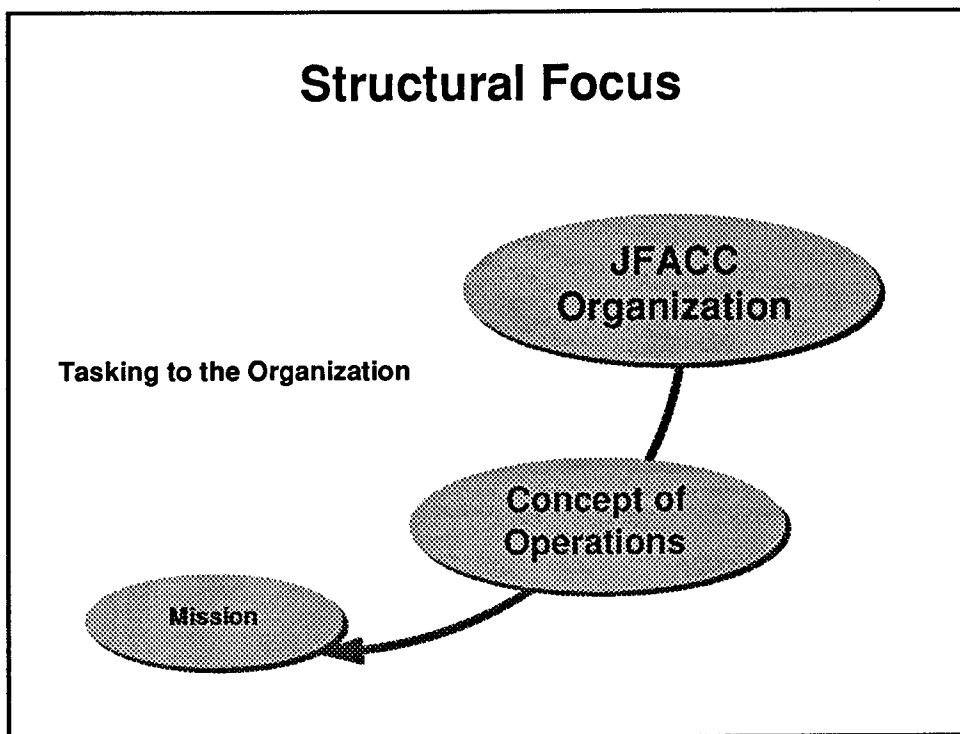 Structural Focus
JFACC
Organization
Tasking to the Organization
Concept of
Operations
Mission